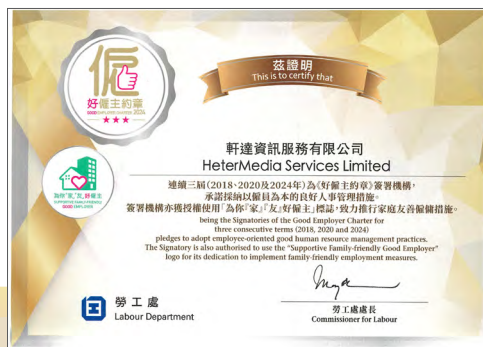 僱
好僱主約章
GOOD EMPLOYER CHARTER 2024
茲證明
This is to certify that
軒達資訊服務有限公司
HeterMedia Services Limited
為你「家」「友」好僱主
SUPPORTIVE FAMILY-FRIENDLY
GOOD EMPLOYER
連續三屆(2018、2020及2024年)為《好僱主約章》簽署機構，
承諾採納以僱員為本的良好人事管理措施。
簽署機構亦獲授權使用「為你『家』『友』好僱主」標誌，致力推行家庭友善僱傭措施。
being the Signatories of the Good Employer Charter for
three consecutive terms (2018, 2020 and 2024)
pledges to adopt employee-oriented good human resource management practices.
The Signatory is also authorised to use the “Supportive Family-friendly Good Employer”
logo for its dedication to implement family-friendly employment measures.
勞工處
Labour Department
勞工處處長
Commissioner for Labour